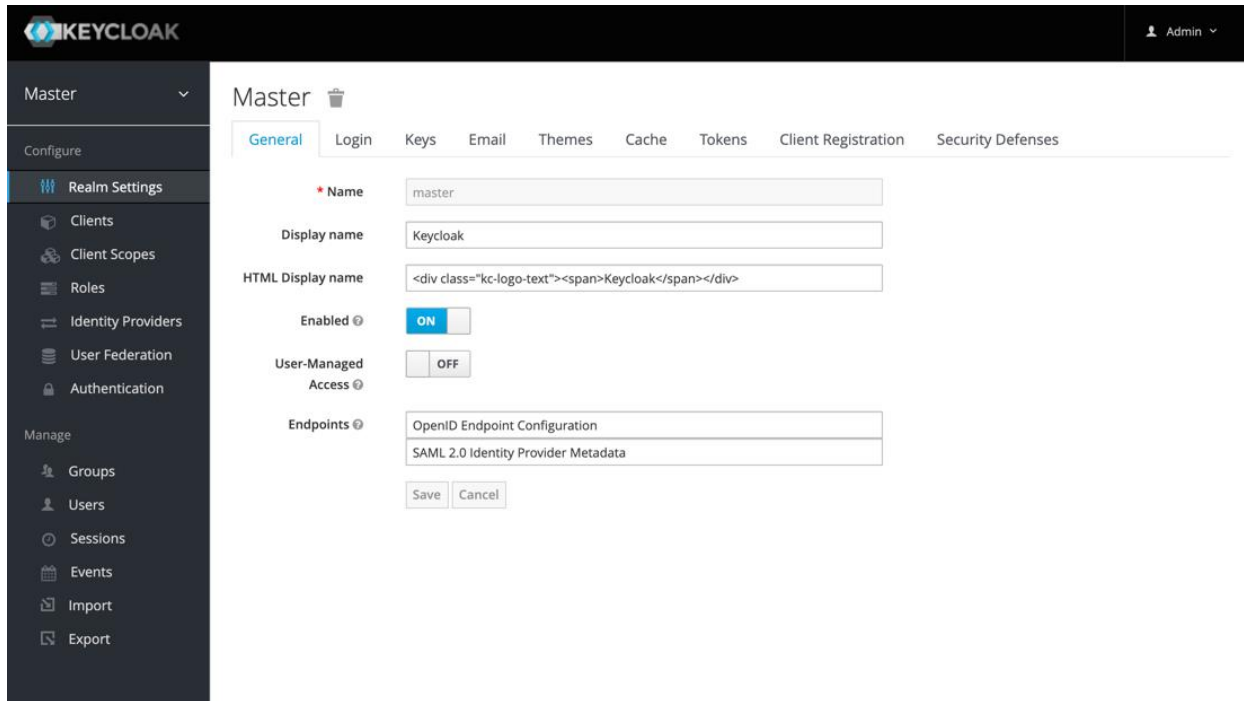 KEYCLOAK
Admin
Master
Configure
Realm Settings
Clients
Client Scopes
Roles
Identity Providers
User Federation
Authentication
Manage
Groups
Users
Sessions
Events
Import
Export
Master
General Login Keys Email Themes Cache Tokens Client Registration Security Defenses
* Name master
Display name Keycloak
HTML Display name <div class="kc-logo-text"><span>Keycloak</span></div>
Enabled ON
User-Managed
Access OFF
Endpoints OpenID Endpoint Configuration
SAML 2.0 Identity Provider Metadata
Save Cancel